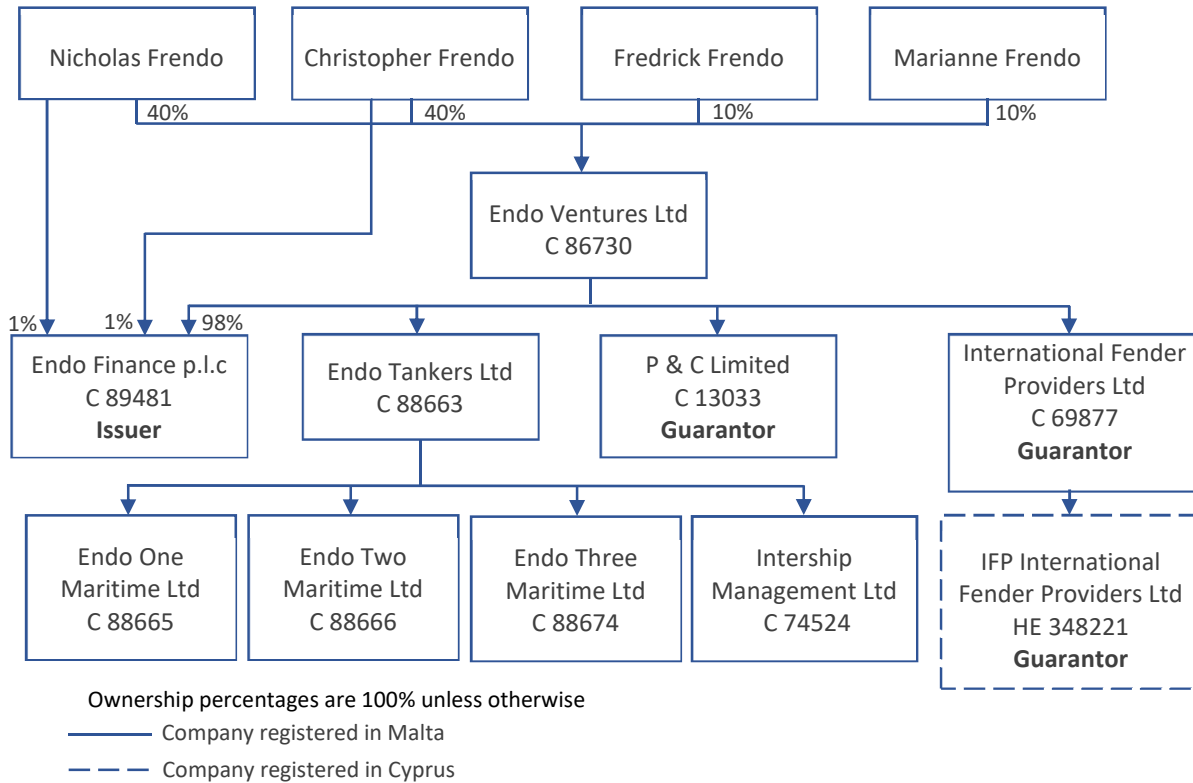 Nicholas Frendo
Christopher Frendo
Fredrick Frendo
Marianne Frendo
40%
40%
10%
10%
Endo Ventures Ltd
C 86730
1%
1%
98%
Endo Finance p.l.c
C 89481
Issuer
Endo Tankers Ltd
C 88663
P & C Limited
C 13033
Guarantor
International Fender
Providers Ltd
C 69877
Guarantor
Endo One
Maritime Ltd
C 88665
Endo Two
Maritime Ltd
C 88666
Endo Three
Maritime Ltd
C 88674
Intership
Management Ltd
C 74524
IFP International
Fender Providers Ltd
HE 348221
Guarantor
Ownership percentages are 100% unless otherwise
Company registered in Malta
Company registered in Cyprus